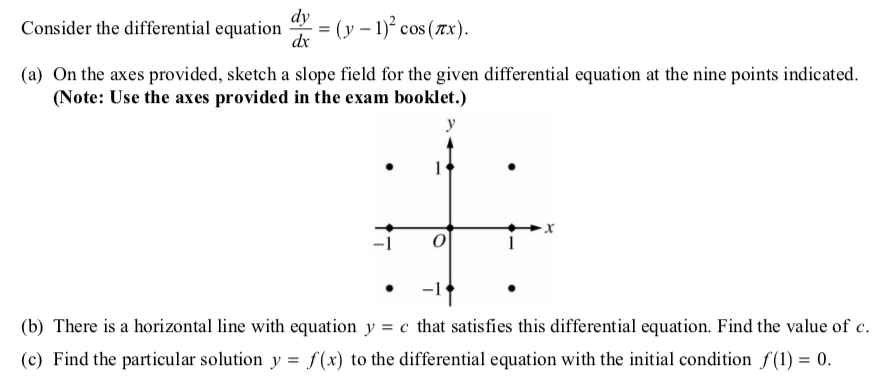 Consider the differential equation dy/dx = (y – 1)² cos(πx).
(a) On the axes provided, sketch a slope field for the given differential equation at the nine points indicated.
(Note: Use the axes provided in the exam booklet.)
y
1
x
–1 O 1
–1
(b) There is a horizontal line with equation y = c that satisfies this differential equation. Find the value of c.
(c) Find the particular solution y = f(x) to the differential equation with the initial condition f(1) = 0.